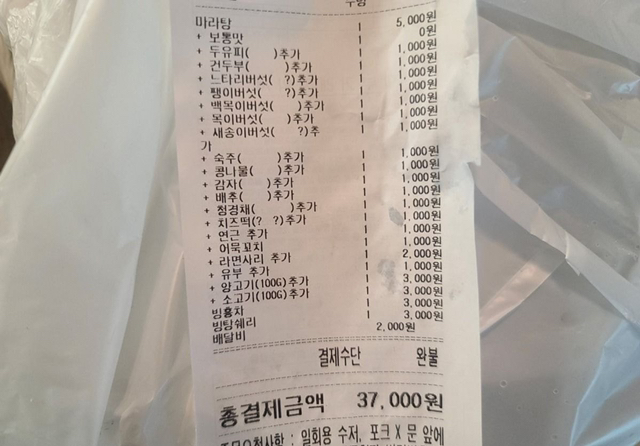 수량
마라탕 1 5,000원
+ 보통맛 1 0원
+ 두유피( )추가 1 1,000원
+ 건두부( )추가 1 1,000원
+ 느타리버섯( ?)추가 1 1,000원
+ 팽이버섯( ?)추가 1 1,000원
+ 백목이버섯( )추가 1 1,000원
+ 목이버섯( )추가 1 1,000원
+ 새송이버섯( ?)추 1 1,000원
가
+ 숙주( )추가 1 1,000원
+ 콩나물( )추가 1 1,000원
+ 감자( )추가 1 1,000원
+ 배추( )추가 1 1,000원
+ 청경채( )추가 1 1,000원
+ 치즈떡(? ?)추가 1 1,000원
+ 연근 추가 1 1,000원
+ 어묵꼬치 1 1,000원
+ 라면사리 추가 1 2,000원
+ 유부 추가 1 1,000원
+ 양고기(100G)추가 1 3,000원
+ 소고기(100G)추가 1 3,000원
빙홍차 1 3,000원
빙탕쉐리 1 3,000원
배달비 2,000원
결제수단 완불
총결제금액 37,000원
주문요청사항 : 일회용 수저, 포크 X 문 앞에